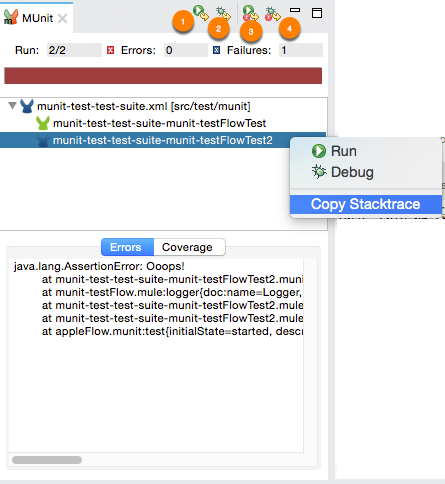 MUnit
1
2
3
4
Run: 2/2 Errors: 0 Failures: 1
munit-test-test-suite.xml [src/test/munit]
munit-test-test-suite-munit-testFlowTest
munit-test-test-suite-munit-testFlowTest2
Run
Debug
Copy Stacktrace
Errors Coverage
java.lang.AssertionError: Ooops!
at munit-test-test-suite-munit-testFlowTest2.muni
at munit-testFlow.mule:logger{doc:name=Logger,
at munit-test-test-suite-munit-testFlowTest2.mule
at munit-test-test-suite-munit-testFlowTest2.mule
at appleFlow.munit:test{initialState=started, descr